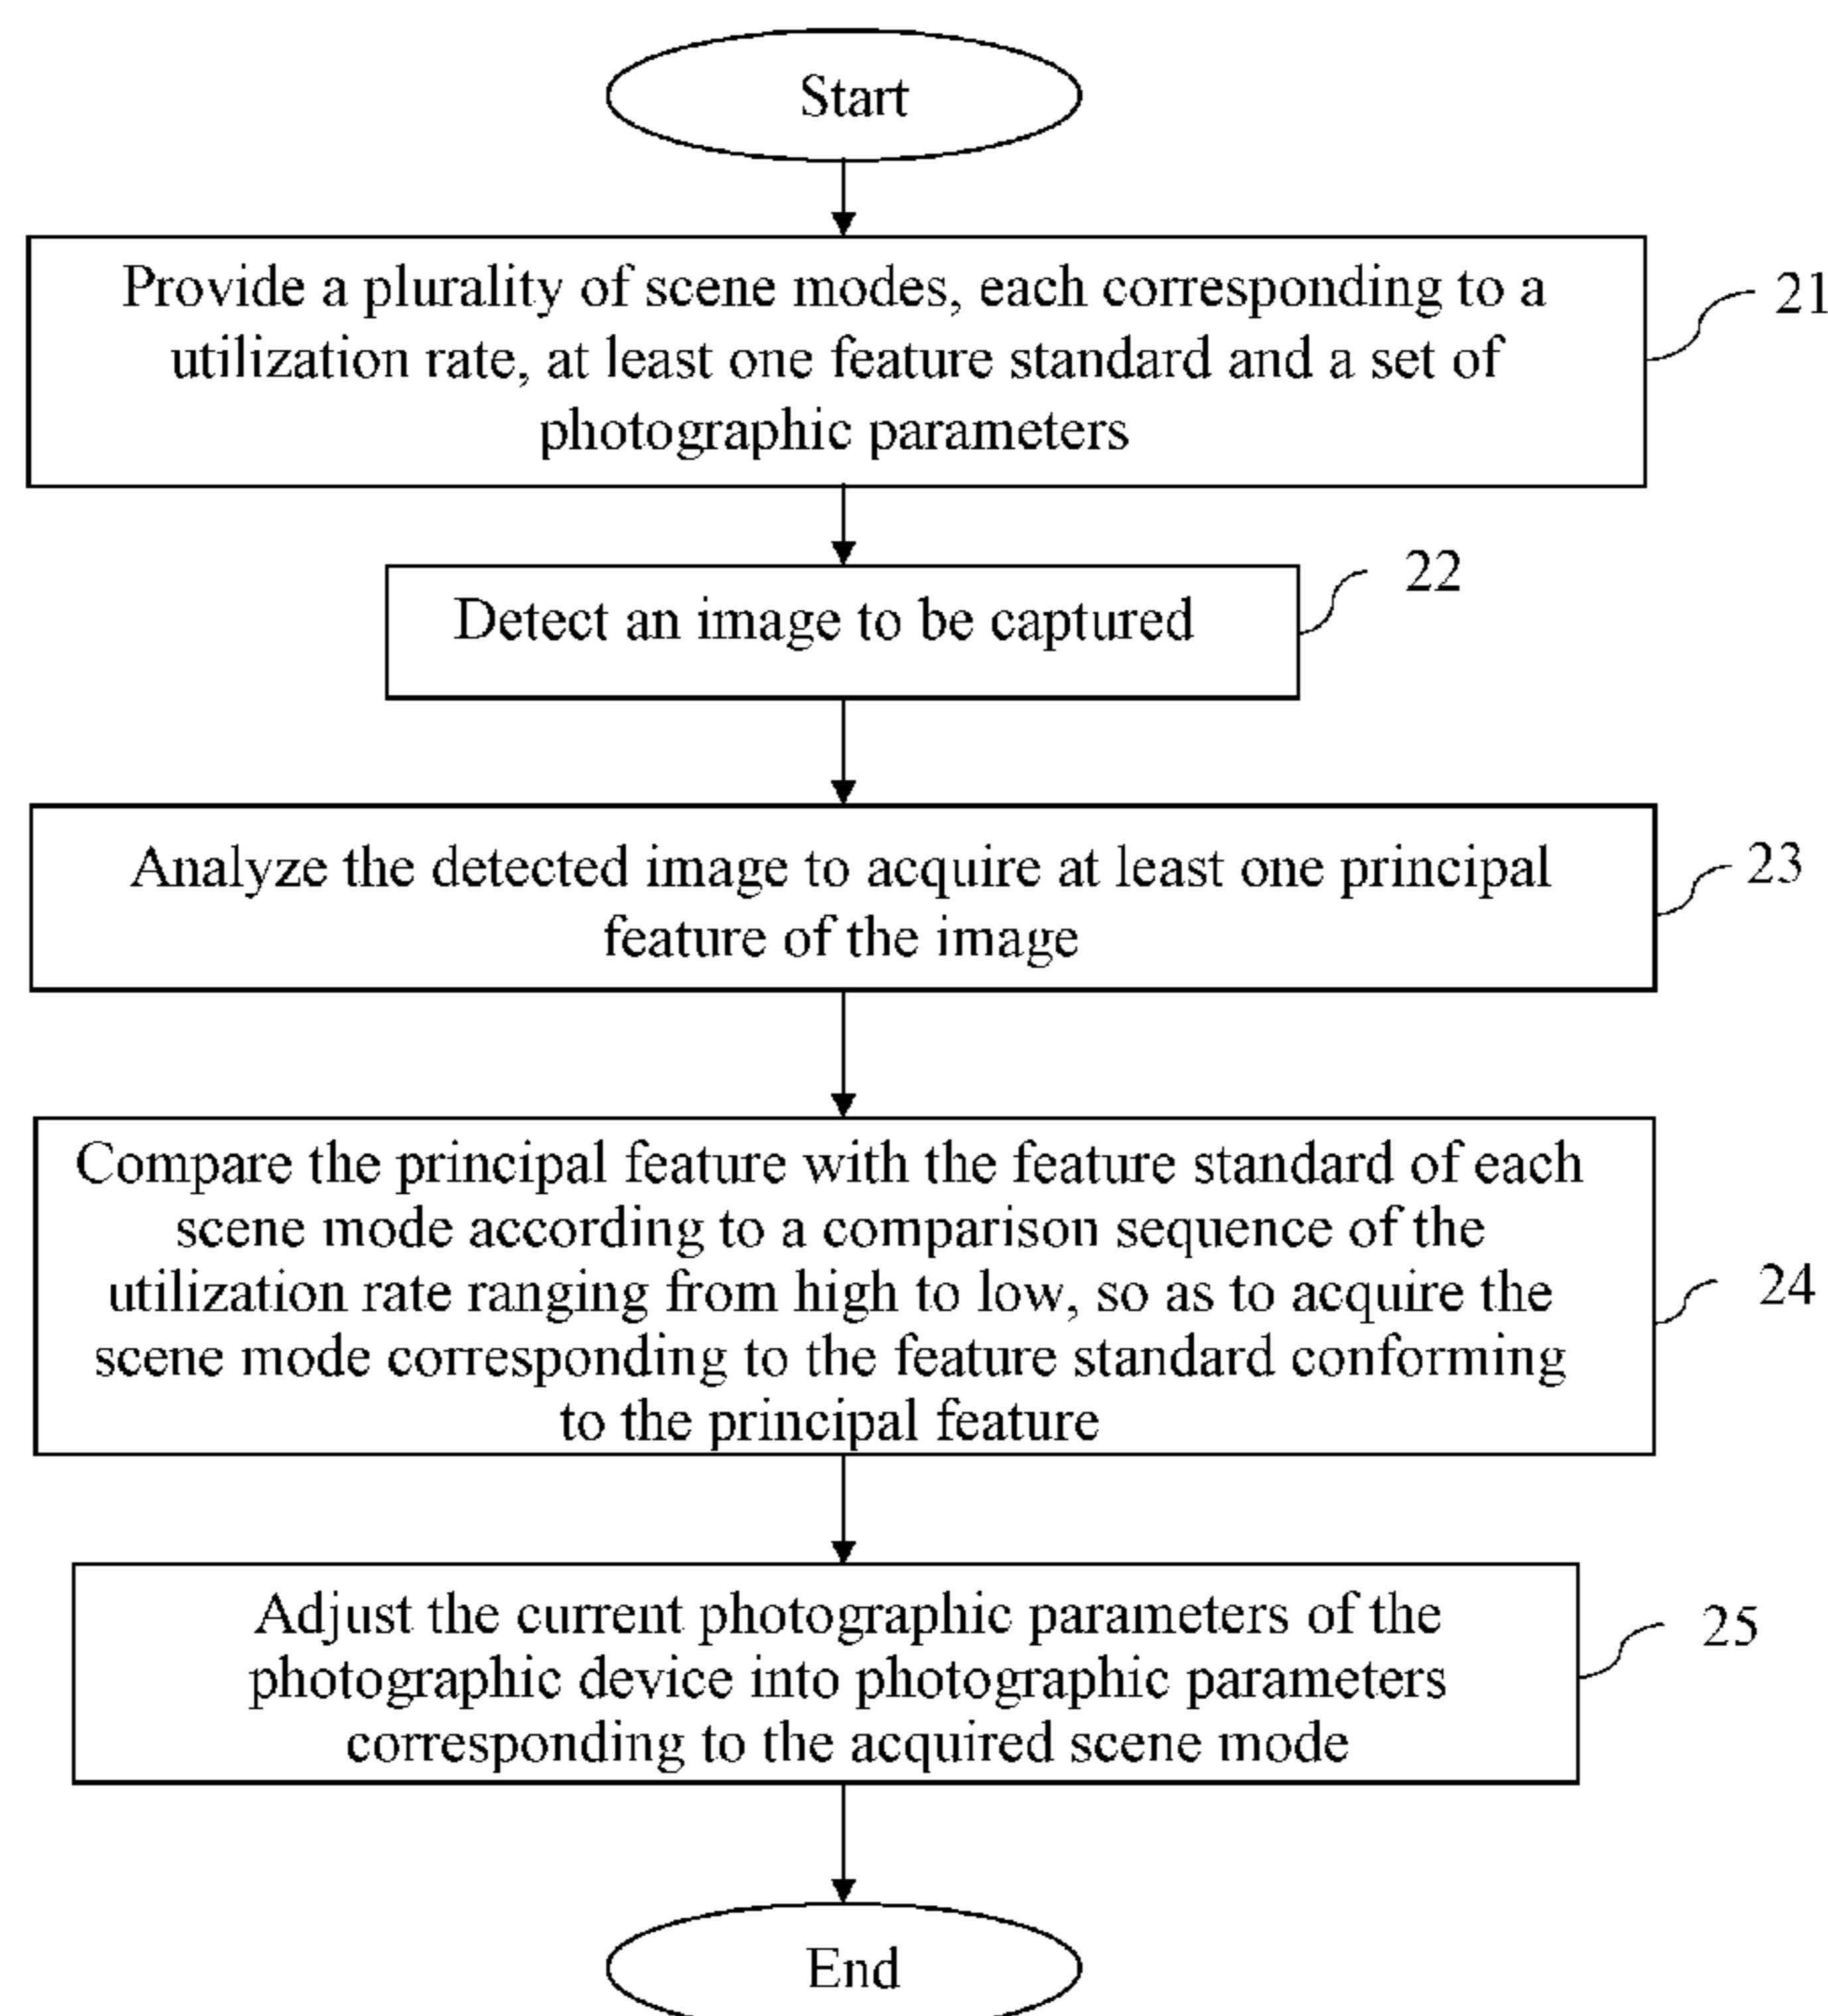 Start
Provide a plurality of scene modes, each corresponding to a
utilization rate, at least one feature standard and a set of
photographic parameters
21
Detect an image to be captured
22
Analyze the detected image to acquire at least one principal
feature of the image
23
Compare the principal feature with the feature standard of each
scene mode according to a comparison sequence of the
utilization rate ranging from high to low, so as to acquire the
scene mode corresponding to the feature standard conforming
to the principal feature
24
Adjust the current photographic parameters of the
photographic device into photographic parameters
corresponding to the acquired scene mode
25
End